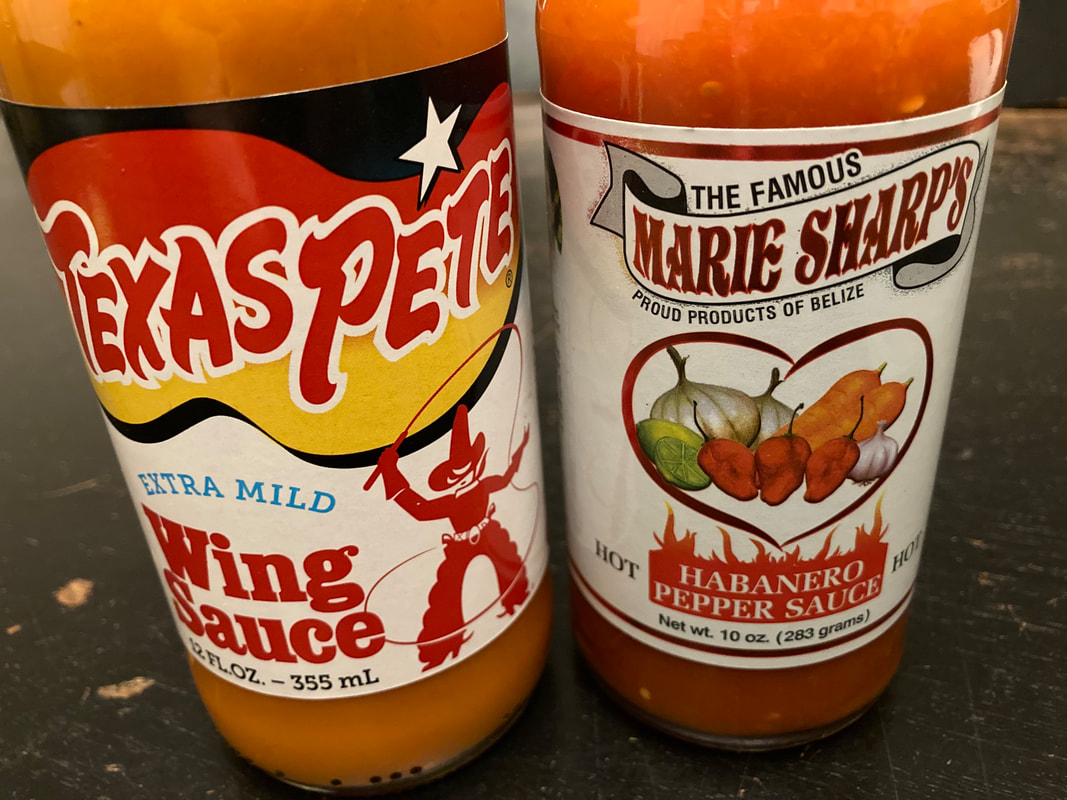 TEXAS PETE®
EXTRA MILD
Wing
Sauce
12 FL.OZ. – 355 mL
THE FAMOUS
MARIE SHARP'S
PROUD PRODUCTS OF BELIZE
HOT
HOT
HABANERO
PEPPER SAUCE
Net wt. 10 oz. (283 grams)